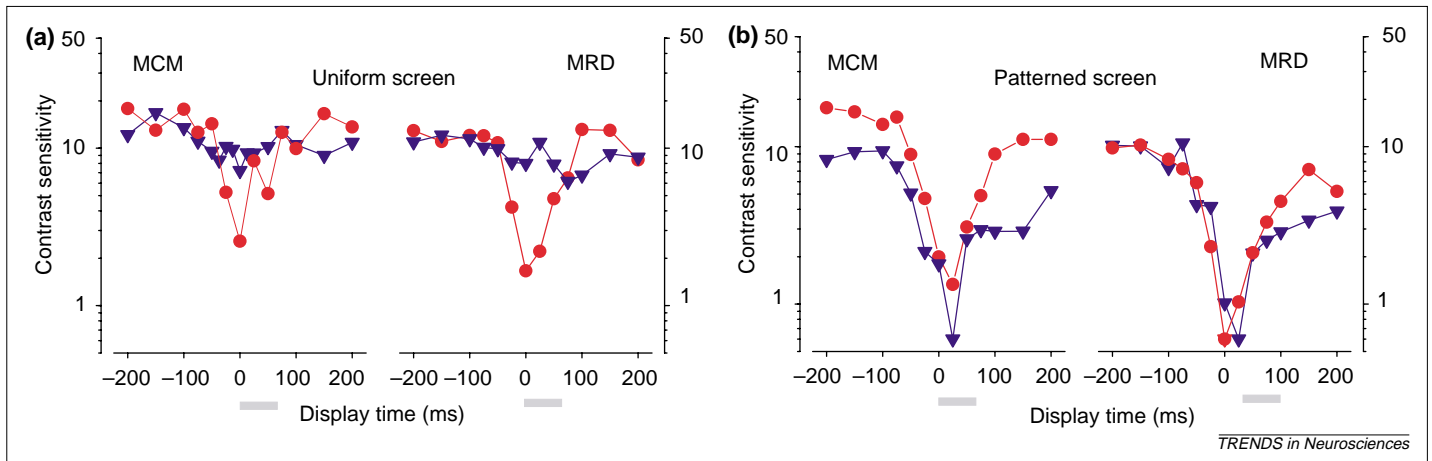 (a)
Contrast sensitivity
50
10
1
MCM
Uniform screen
MRD
50
10
1
–200 –100 0 100 200
–200 –100 0 100 200
Display time (ms)
(b)
Contrast sensitivity
50
10
1
MCM
Patterned screen
MRD
50
10
1
–200 –100 0 100 200
–200 –100 0 100 200
Display time (ms)
TRENDS in Neurosciences